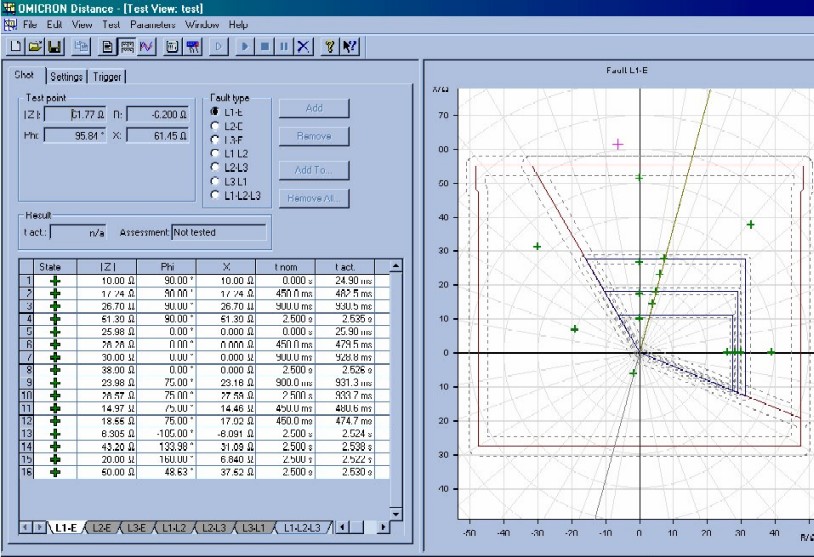 OMICRON Distance - [Test View: test]
File Edit View Test Parameters Window Help
Shot Settings Trigger
Test point
|Z|: 61.77 Ω R: -6.200 Ω
Phi: 95.84 ° X: 61.45 Ω
Fault type
L1-E
L2-E
L3-E
L1-L2
L2-L3
L3-L1
L1-L2-L3
Add
Remove
Add To...
Remove All...
Result
t act.: n/a Assessment: Not tested
State |Z| Phi X t nom t act.
1 10.00 Ω 90.00 ° 10.00 Ω 0.000 s 24.90 ms
2 17.24 Ω 90.00 ° 17.24 Ω 450.0 ms 482.5 ms
3 26.70 Ω 90.00 ° 26.70 Ω 900.0 ms 930.5 ms
4 51.39 Ω 90.00 ° 51.39 Ω 2.500 s 2.535 s
5 25.98 Ω 0.00 ° 0.000 Ω 0.000 s 25.90 ms
6 28.28 Ω 0.00 ° 0.000 Ω 450.0 ms 479.5 ms
7 30.00 Ω 0.00 ° 0.000 Ω 900.0 ms 928.8 ms
8 38.90 Ω 0.00 ° 0.000 Ω 2.500 s 2.526 s
9 23.98 Ω 75.00 ° 23.16 Ω 900.0 ms 931.3 ms
10 28.57 Ω 75.00 ° 27.59 Ω 2.500 s 933.7 ms
11 14.97 Ω 75.00 ° 14.46 Ω 450.0 ms 480.6 ms
12 18.55 Ω 75.00 ° 17.92 Ω 450.0 ms 474.7 ms
13 6.305 Ω -105.00 ° -6.091 Ω 2.500 s 2.524 s
14 43.20 Ω 133.98 ° 31.09 Ω 2.500 s 2.538 s
15 20.00 Ω 160.00 ° 6.840 Ω 2.500 s 2.522 s
16 50.00 Ω 48.63 ° 37.52 Ω 2.500 s 2.530 s
L1-E L2-E L3-E L1-L2 L2-L3 L3-L1 L1-L2-L3
Fault L1-E
X/Ω
70
60
50
40
30
20
10
0
10
20
30
40
-50 -40 -30 -20 -10 0 10 20 30 40